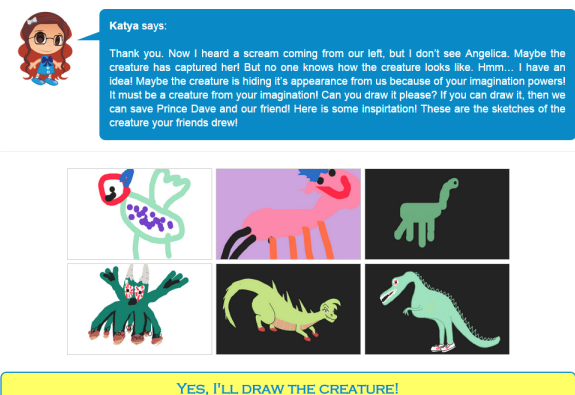 Katya says:
Thank you. Now I heard a scream coming from our left, but I don't see Angelica. Maybe the
creature has captured her! But no one knows how the creature looks like. Hmm... I have an
idea! Maybe the creature is hiding it's appearance from us because of your imagination powers!
It must be a creature from your imagination! Can you draw it please? If you can draw it, then we
can save Prince Dave and our friend! Here is some inspirtation! These are the sketches of the
creature your friends drew!
YES, I'LL DRAW THE CREATURE!